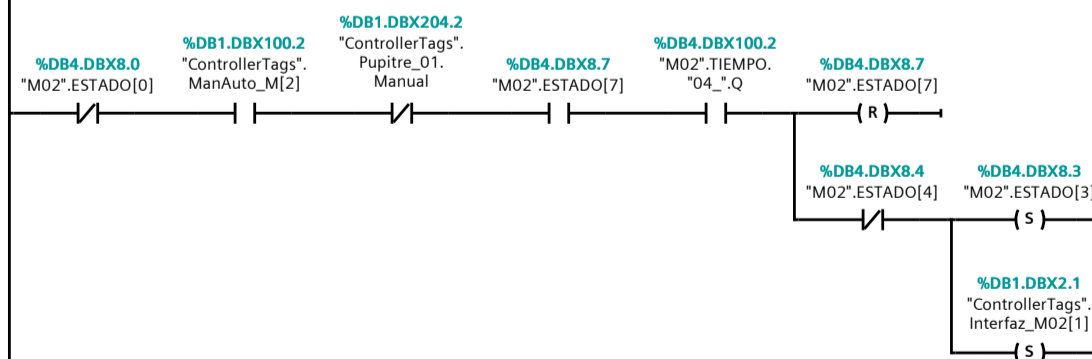 %DB4.DBX8.0
"M02".ESTADO[0]
%DB1.DBX100.2
"ControllerTags".
ManAuto_M[2]
%DB1.DBX204.2
"ControllerTags".
Pupitre_01.
Manual
%DB4.DBX8.7
"M02".ESTADO[7]
%DB4.DBX100.2
"M02".TIEMPO.
"04_".Q
%DB4.DBX8.7
"M02".ESTADO[7]
R
%DB4.DBX8.4
"M02".ESTADO[4]
%DB4.DBX8.3
"M02".ESTADO[3]
S
%DB1.DBX2.1
"ControllerTags".
Interfaz_M02[1]
S